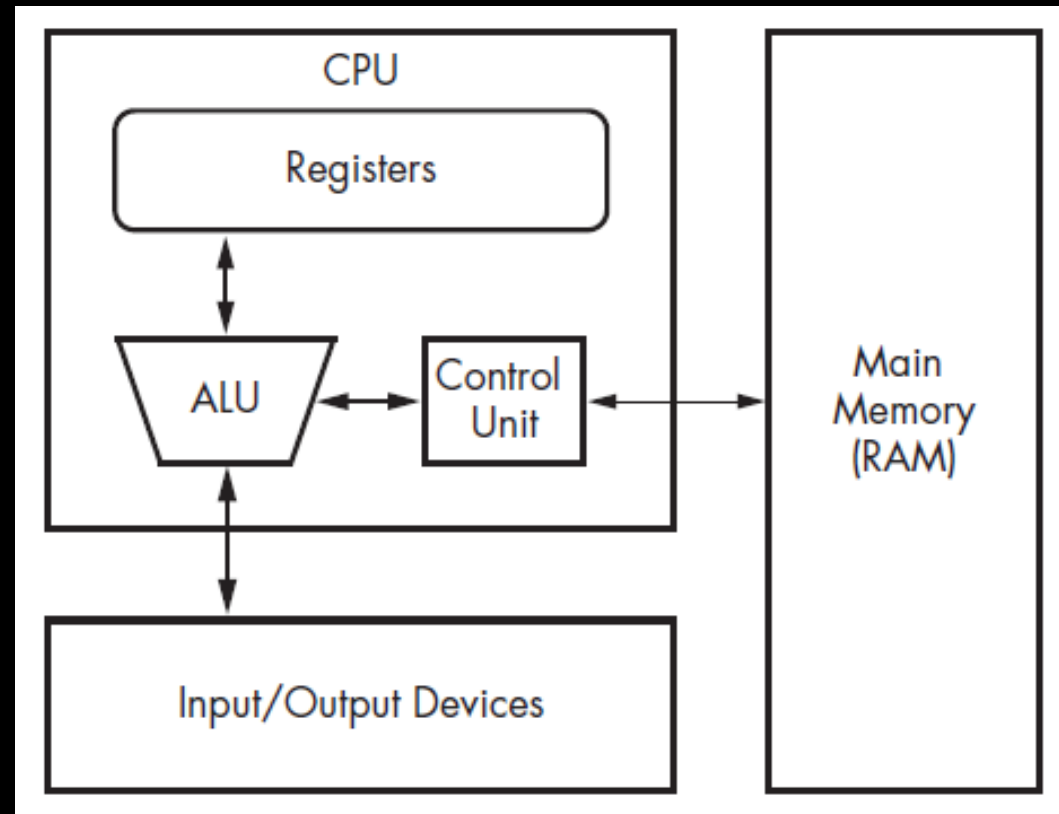 CPU
Registers
ALU
Control
Unit
Main
Memory
(RAM)
Input/Output Devices